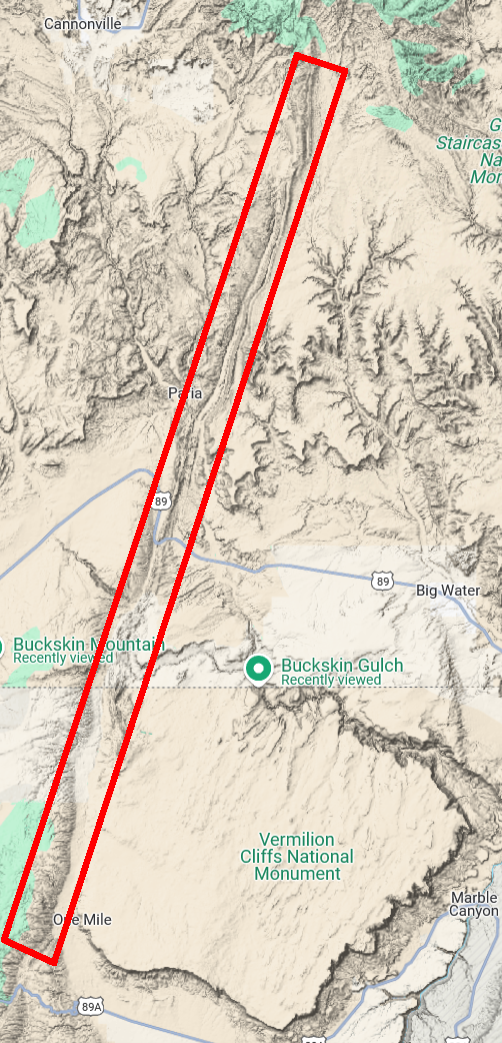 Cannonville
G
Staircas
Na
Mon
Paria
89
89
Big Water
Buckskin Mountain
Recently viewed
Buckskin Gulch
Recently viewed
Vermilion
Cliffs National
Monument
Marble
Canyon
One Mile
89A